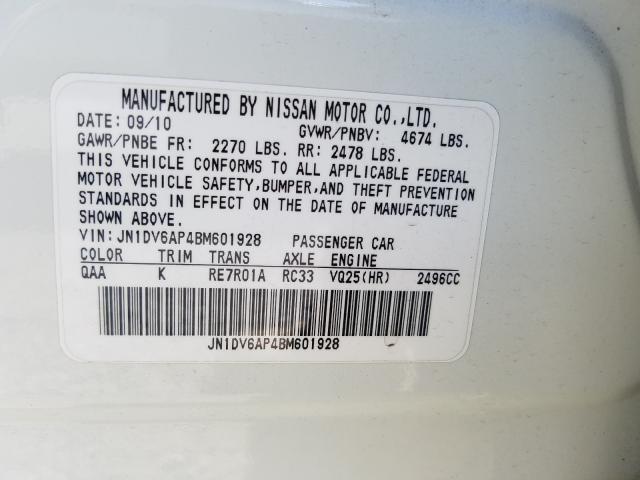 MANUFACTURED BY NISSAN MOTOR CO.,LTD.
DATE: 09/10 GVWR/PNBV: 4674 LBS.
GAWR/PNBE FR: 2270 LBS. RR: 2478 LBS.
THIS VEHICLE CONFORMS TO ALL APPLICABLE FEDERAL
MOTOR VEHICLE SAFETY,BUMPER,AND THEFT PREVENTION
STANDARDS IN EFFECT ON THE DATE OF MANUFACTURE
SHOWN ABOVE.
VIN:JN1DV6AP4BM601928 PASSENGER CAR
COLOR TRIM TRANS AXLE ENGINE
QAA K RE7R01A RC33 VQ25(HR) 2496CC
JN1DV6AP4BM601928